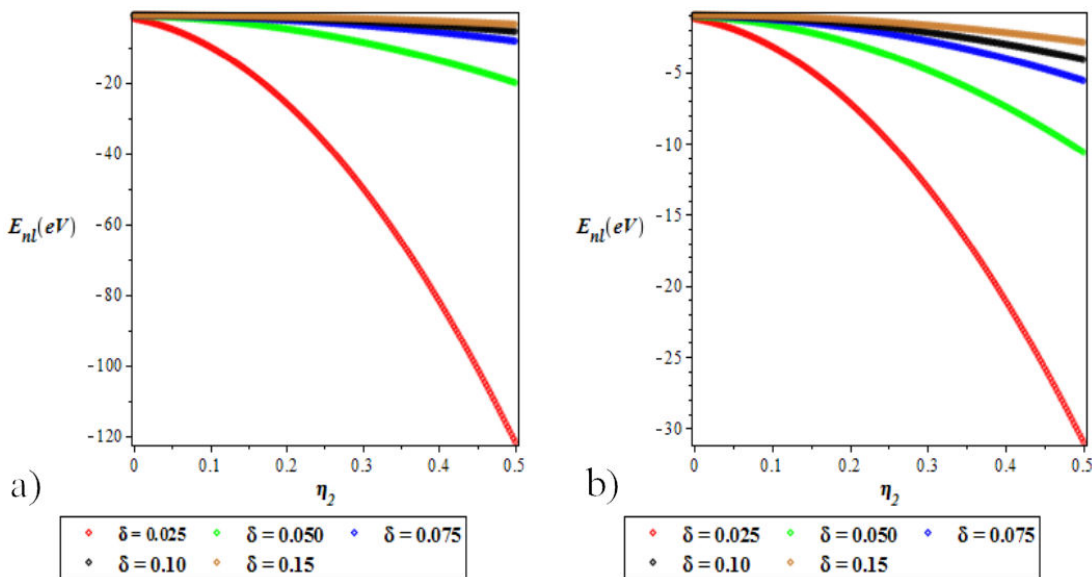 -20
-40
E_nl(eV)
-60
-80
-100
-120
0 0.1 0.2 0.3 0.4 0.5
a)
η₂
δ = 0.025 δ = 0.050 δ = 0.075
δ = 0.10 δ = 0.15
-5
-10
E_nl(eV)
-15
-20
-25
-30
0 0.1 0.2 0.3 0.4 0.5
b)
η₂
δ = 0.025 δ = 0.050 δ = 0.075
δ = 0.10 δ = 0.15